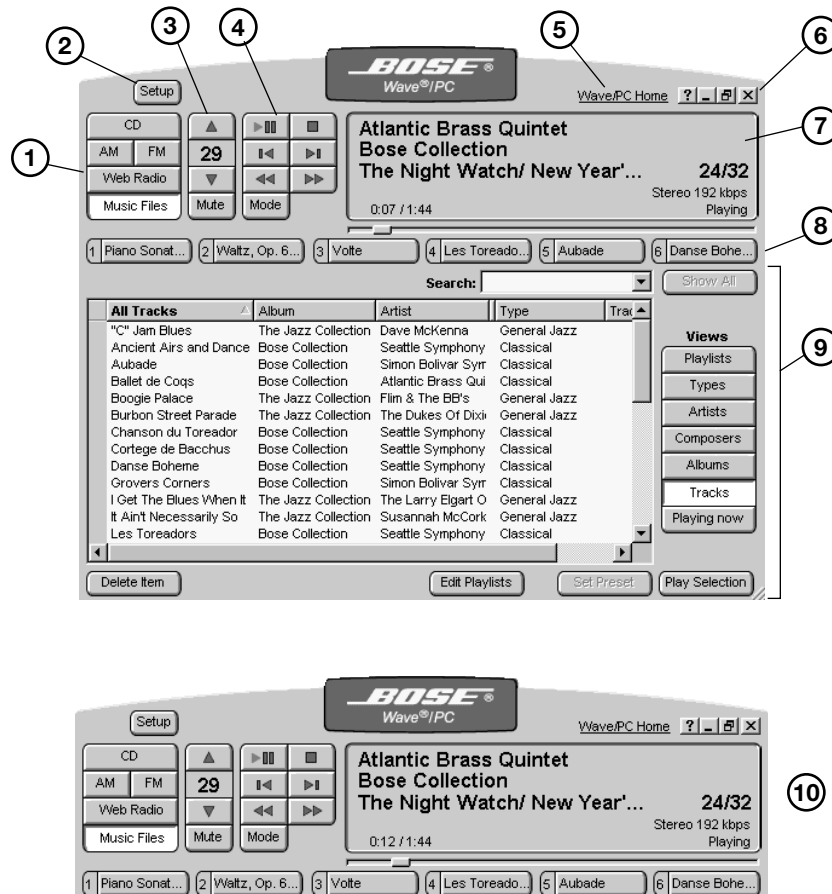 3
4
5
6
2
BOSE®
Wave®/PC
Setup
Wave/PC Home ?
CD
AM FM
Web Radio
Music Files
1
29
Mute
Mode
Atlantic Brass Quintet
Bose Collection
The Night Watch/ New Year'... 24/32
Stereo 192 kbps
0:07 / 1:44 Playing
7
8
1 Piano Sonat... 2 Waltz, Op. 6... 3 Volte 4 Les Toreado... 5 Aubade 6 Danse Bohe...
Search: Show All
All Tracks Album Artist Type Trac
"C" Jam Blues The Jazz Collection Dave McKenna General Jazz
Ancient Airs and Dance Bose Collection Seattle Symphony Classical
Aubade Bose Collection Simon Bolivar Sym Classical
Ballet de Coqs Bose Collection Atlantic Brass Qui Classical
Boogie Palace The Jazz Collection Flim & The BB's General Jazz
Burbon Street Parade The Jazz Collection The Dukes Of Dixi General Jazz
Chanson du Toreador Bose Collection Seattle Symphony Classical
Cortege de Bacchus Bose Collection Seattle Symphony Classical
Danse Boheme Bose Collection Seattle Symphony Classical
Grovers Corners Bose Collection Simon Bolivar Sym Classical
I Get The Blues When It The Jazz Collection The Larry Elgart O General Jazz
It Ain't Necessarily So The Jazz Collection Susannah McCork General Jazz
Les Toreadors Bose Collection Seattle Symphony Classical
Views
Playlists
Types
Artists
Composers
Albums
Tracks
Playing now
9
Delete Item Edit Playlists Set Preset Play Selection
BOSE®
Wave®/PC
Setup
Wave/PC Home ?
CD
AM FM
Web Radio
Music Files
29
Mute
Mode
Atlantic Brass Quintet
Bose Collection
The Night Watch/ New Year'... 24/32
Stereo 192 kbps
0:12 / 1:44 Playing
10
1 Piano Sonat... 2 Waltz, Op. 6... 3 Volte 4 Les Toreado... 5 Aubade 6 Danse Bohe...